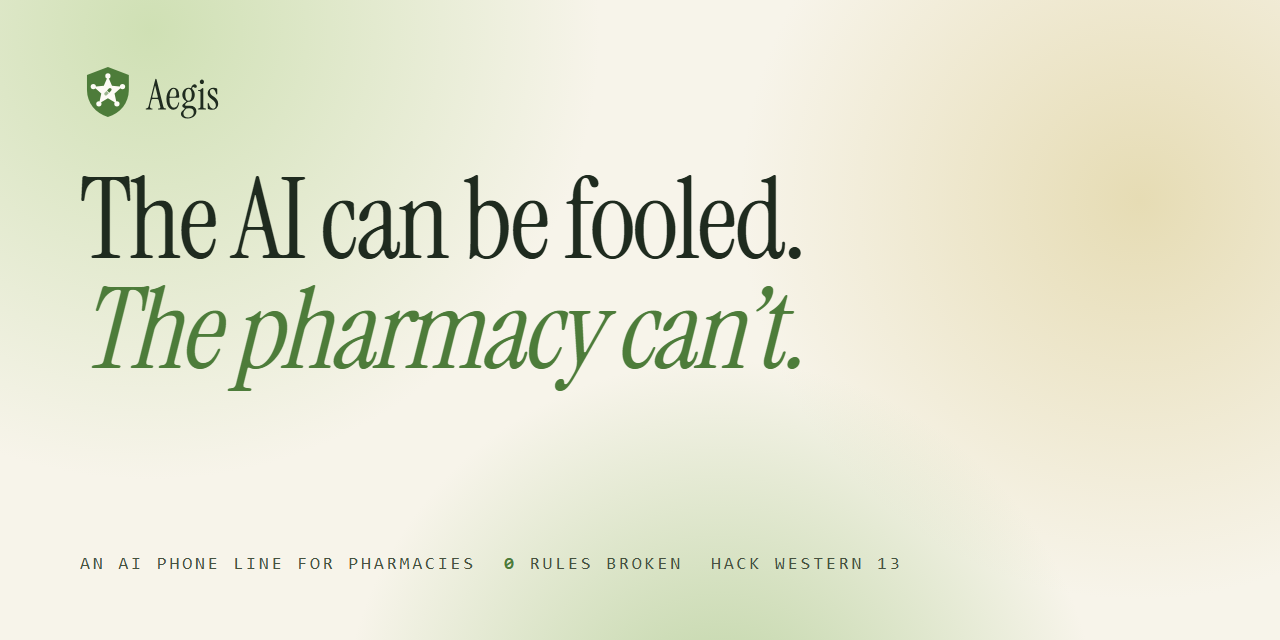 Aegis
The AI can be fooled.
The pharmacy can’t.
AN AI PHONE LINE FOR PHARMACIES 0 RULES BROKEN HACK WESTERN 13